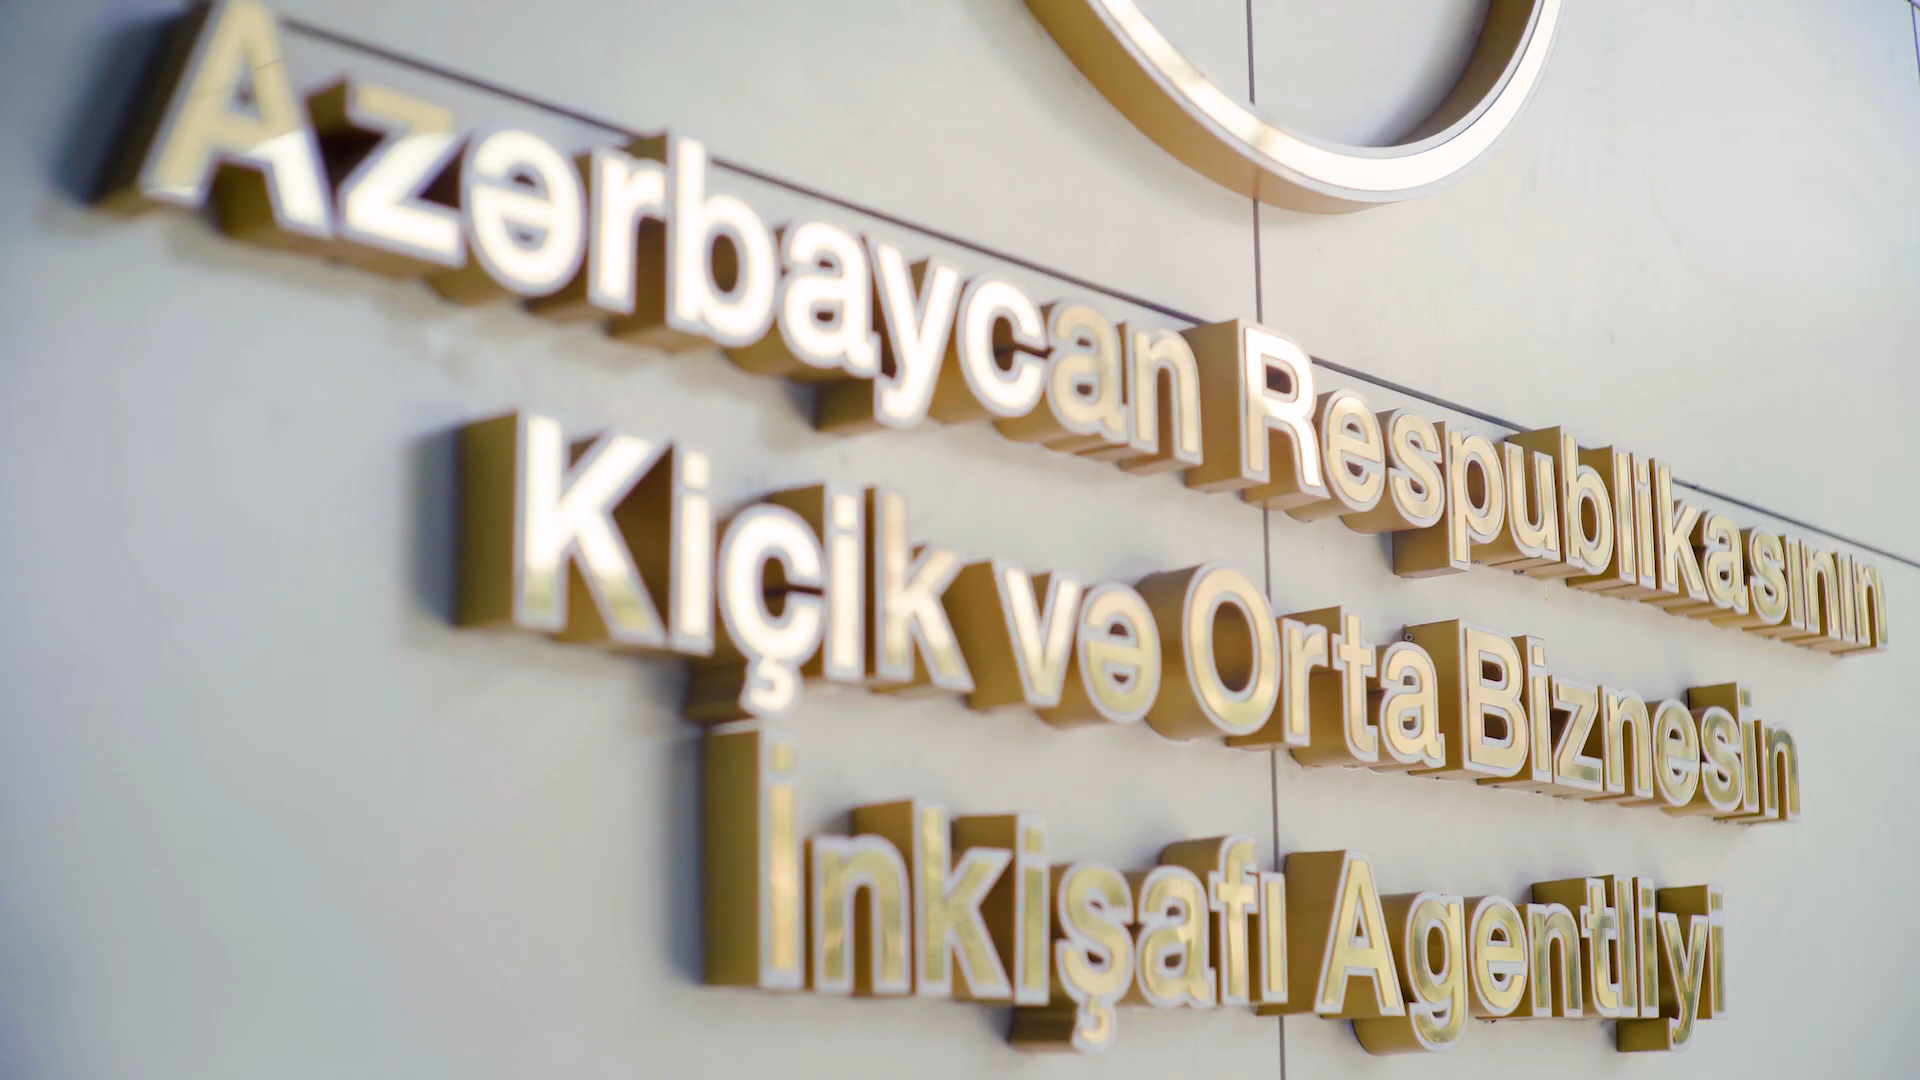 Azərbaycan Respublikasının
Kiçik və Orta Biznesin
İnkişafı Agentliyi